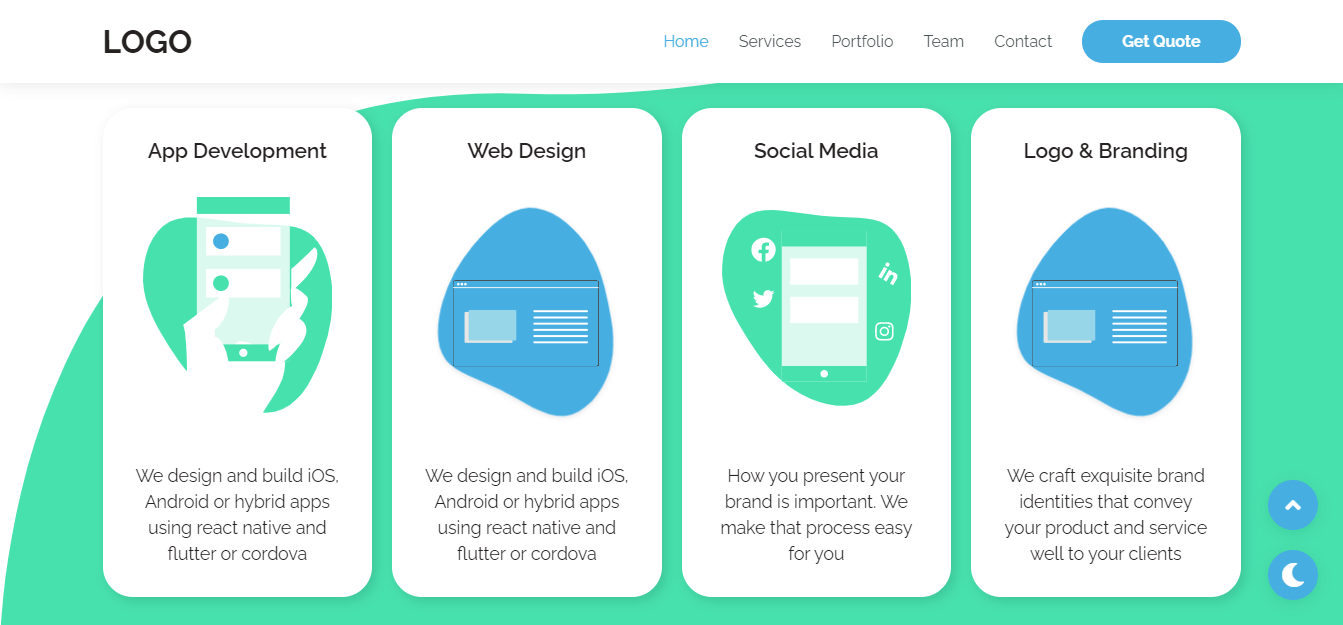 LOGO
Home
Services
Portfolio
Team
Contact
Get Quote
App Development
We design and build iOS,
Android or hybrid apps
using react native and
flutter or cordova
Web Design
We design and build iOS,
Android or hybrid apps
using react native and
flutter or cordova
Social Media
in
How you present your
brand is important. We
make that process easy
for you
Logo & Branding
We craft exquisite brand
identities that convey
your product and service
well to your clients